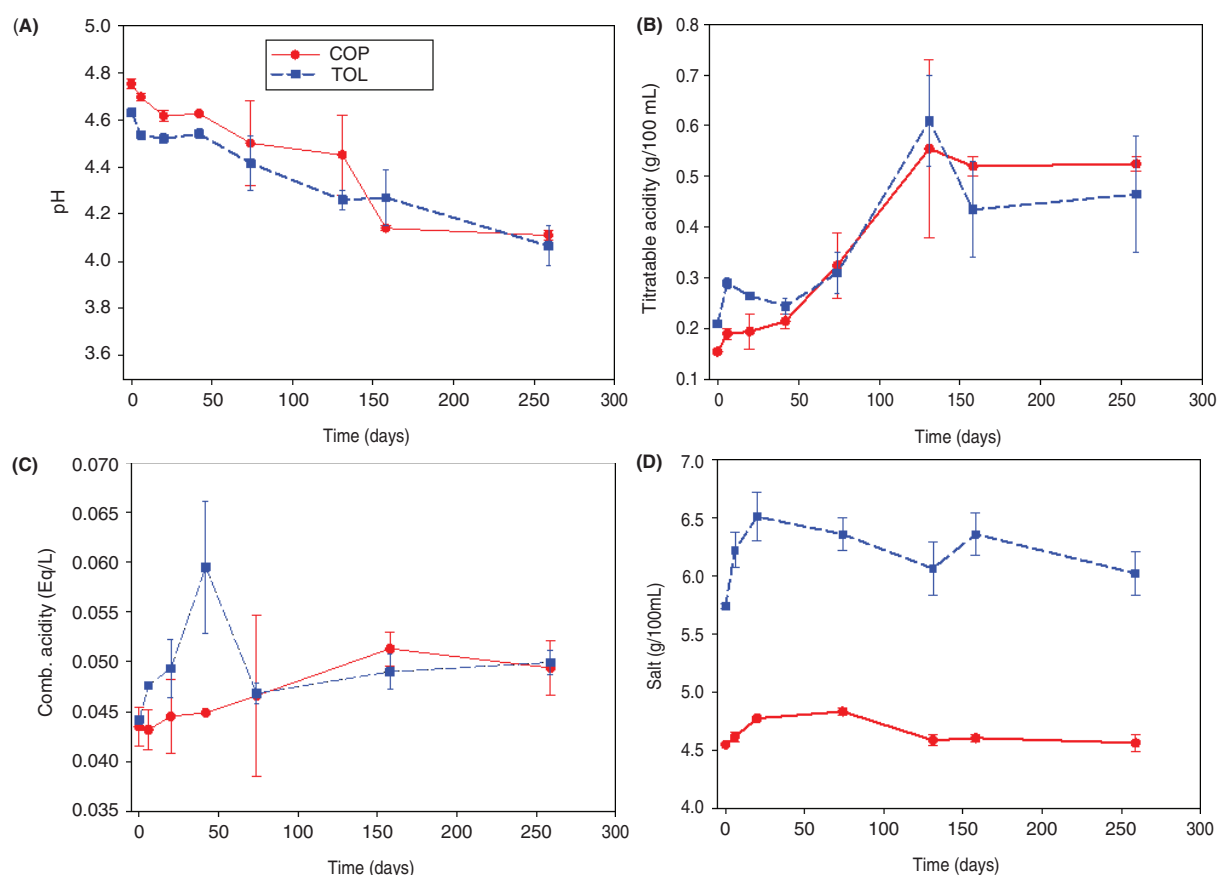 (A)
5.0
4.8
4.6
4.4
4.2
4.0
3.8
3.6
pH
COP
TOL
0 50 100 150 200 250 300
Time (days)
(B)
0.8
0.7
0.6
0.5
0.4
0.3
0.2
0.1
Titratable acidity (g/100 mL)
0 50 100 150 200 250 300
Time (days)
(C)
0.070
0.065
0.060
0.055
0.050
0.045
0.040
0.035
Comb. acidity (Eq/L)
0 50 100 150 200 250 300
Time (days)
(D)
7.0
6.5
6.0
5.5
5.0
4.5
4.0
Salt (g/100mL)
0 50 100 150 200 250 300
Time (days)